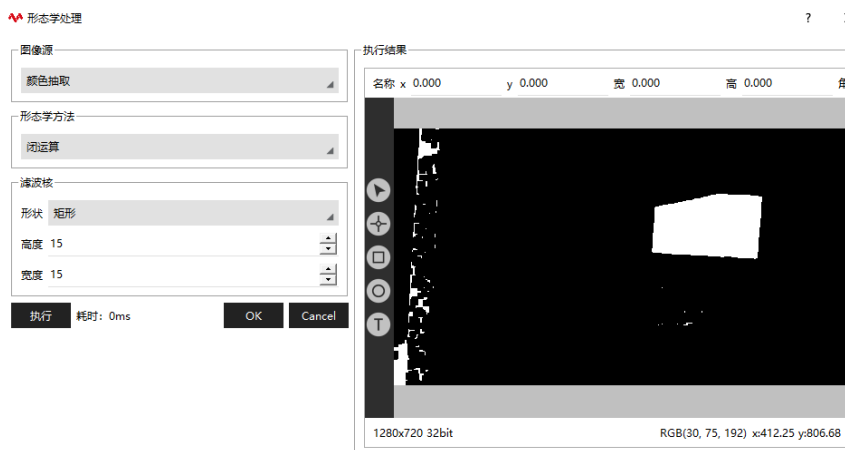 形态学处理
?
图像源
颜色抽取
形态学方法
闭运算
滤波核
形状 矩形
高度 15
宽度 15
执行 耗时: 0ms OK Cancel
执行结果
名称 x 0.000 y 0.000 宽 0.000 高 0.000
T
1280x720 32bit RGB(30, 75, 192) x:412.25 y:806.68